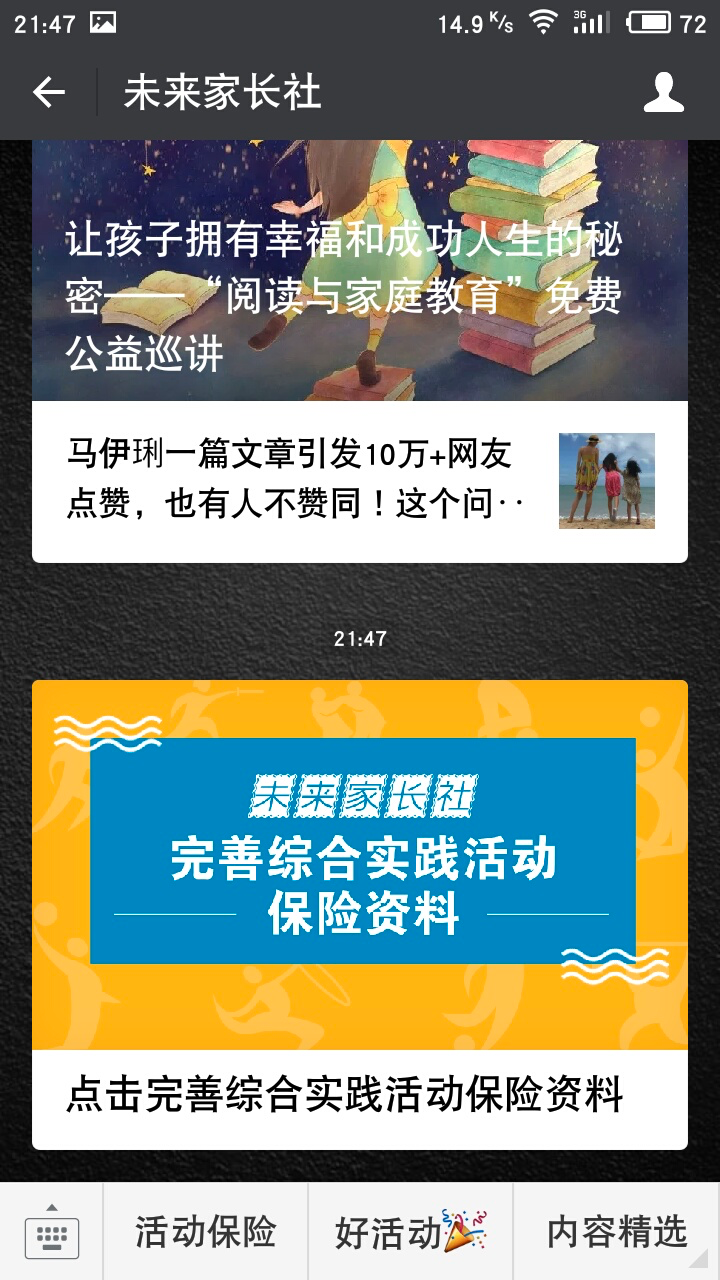 21:47
14.9 K/s
3G
72
未来家长社
让孩子拥有幸福和成功人生的秘
密——“阅读与家庭教育”免费
公益巡讲
马伊琍一篇文章引发10万+网友
点赞，也有人不赞同！这个问··
21:47
未来家长社
完善综合实践活动
保险资料
点击完善综合实践活动保险资料
活动保险
好活动🎉
内容精选